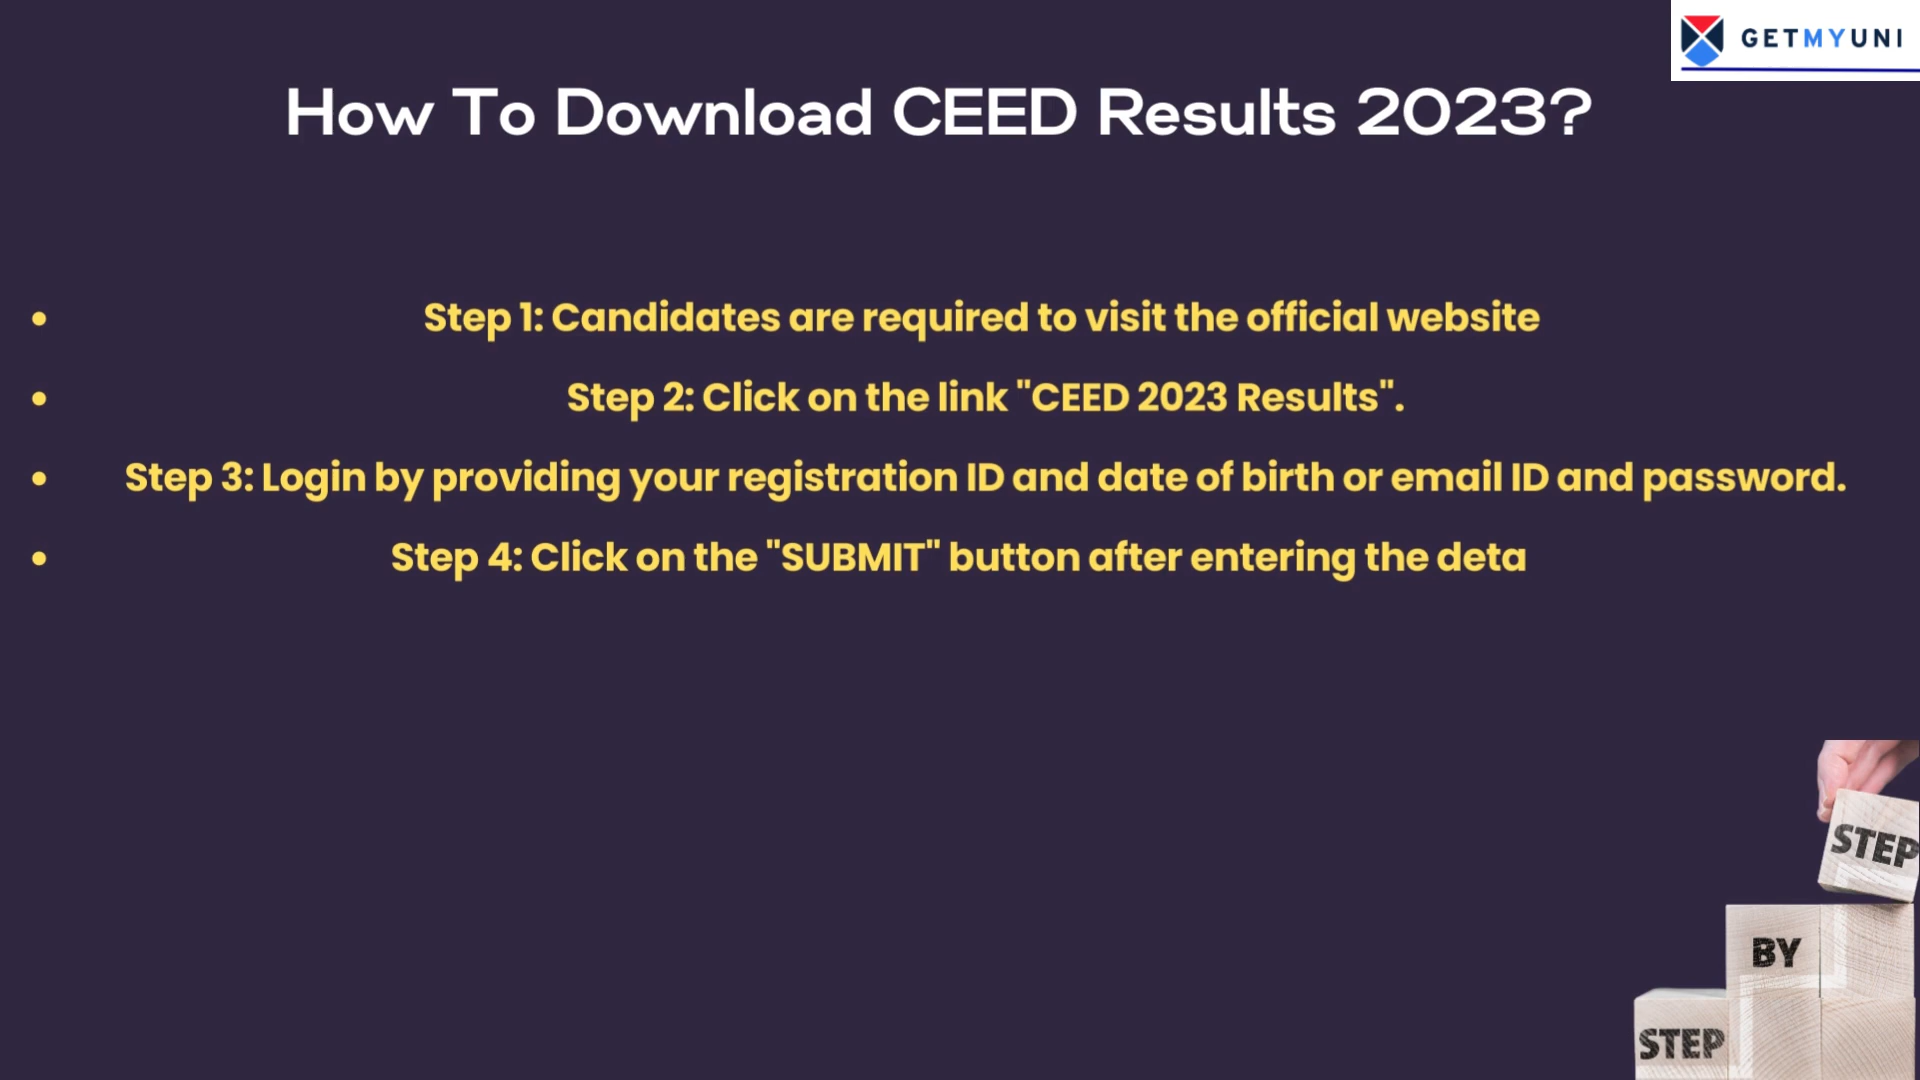 GETMYUNI
How To Download CEED Results 2023?
Step 1: Candidates are required to visit the official website
Step 2: Click on the link "CEED 2023 Results".
Step 3: Login by providing your registration ID and date of birth or email ID and password.
Step 4: Click on the "SUBMIT" button after entering the deta
STEP
BY
STEP